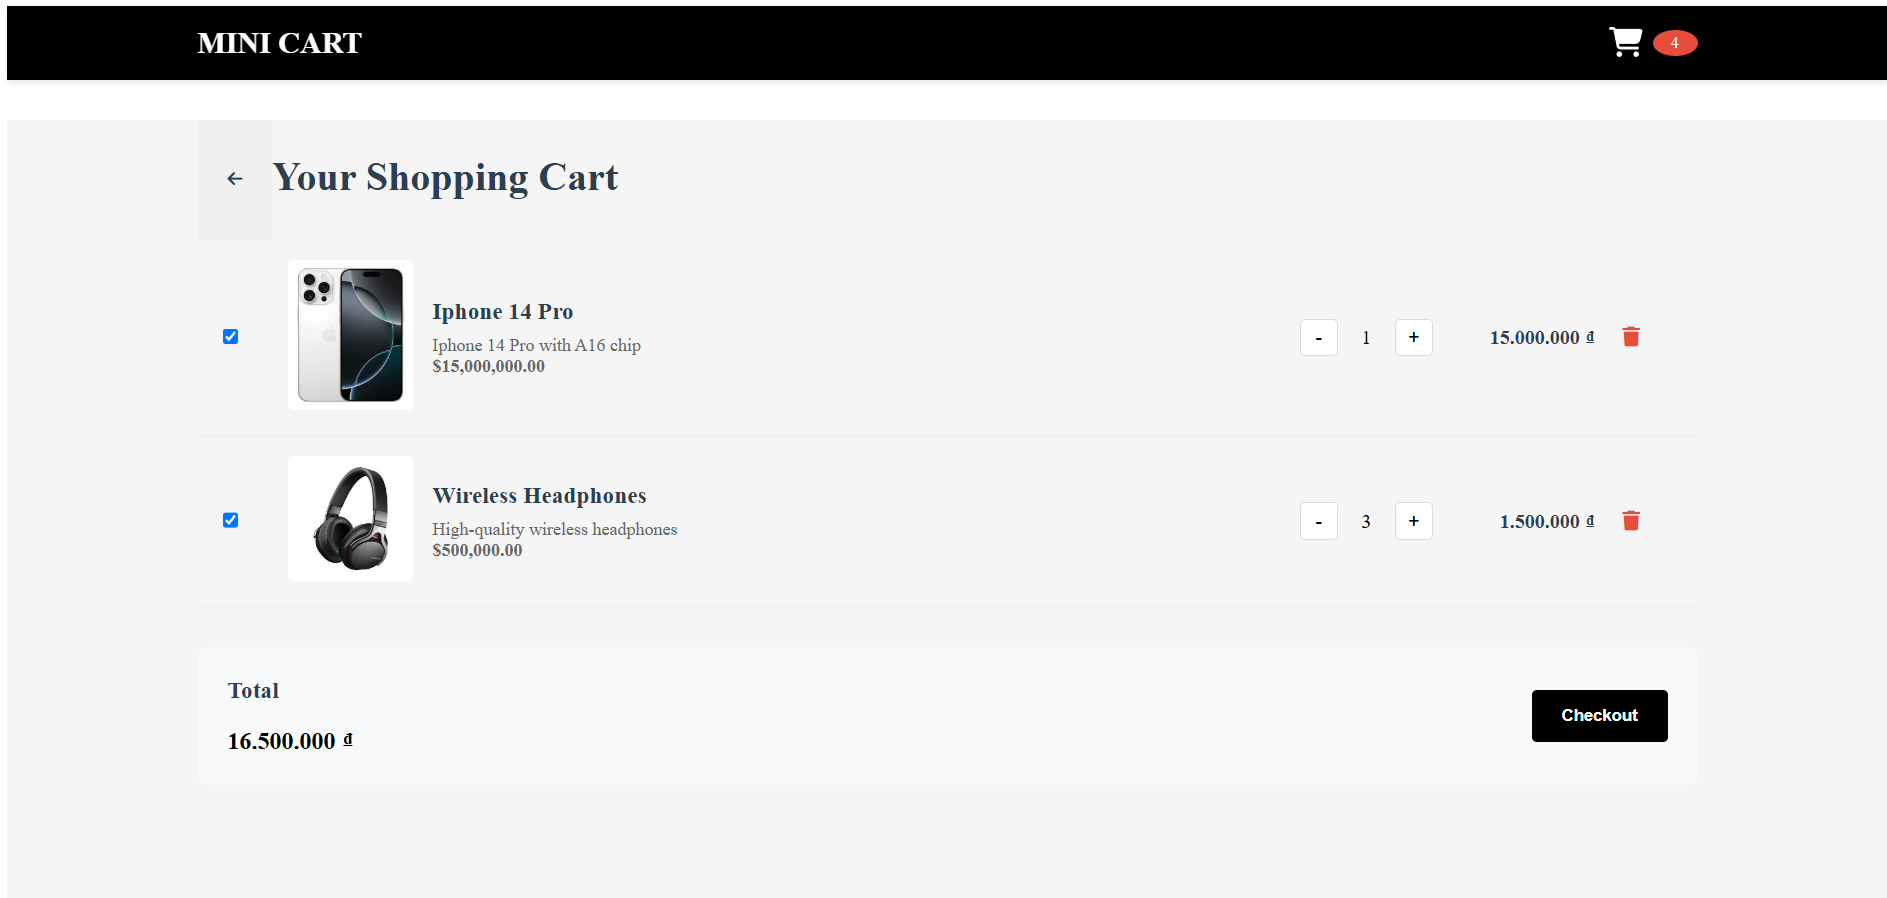 MINI CART
4
Your Shopping Cart
Iphone 14 Pro
Iphone 14 Pro with A16 chip
$15,000,000.00
- 1 + 15.000.000 ₫
Wireless Headphones
High-quality wireless headphones
$500,000.00
- 3 + 1.500.000 ₫
Total
16.500.000 ₫
Checkout